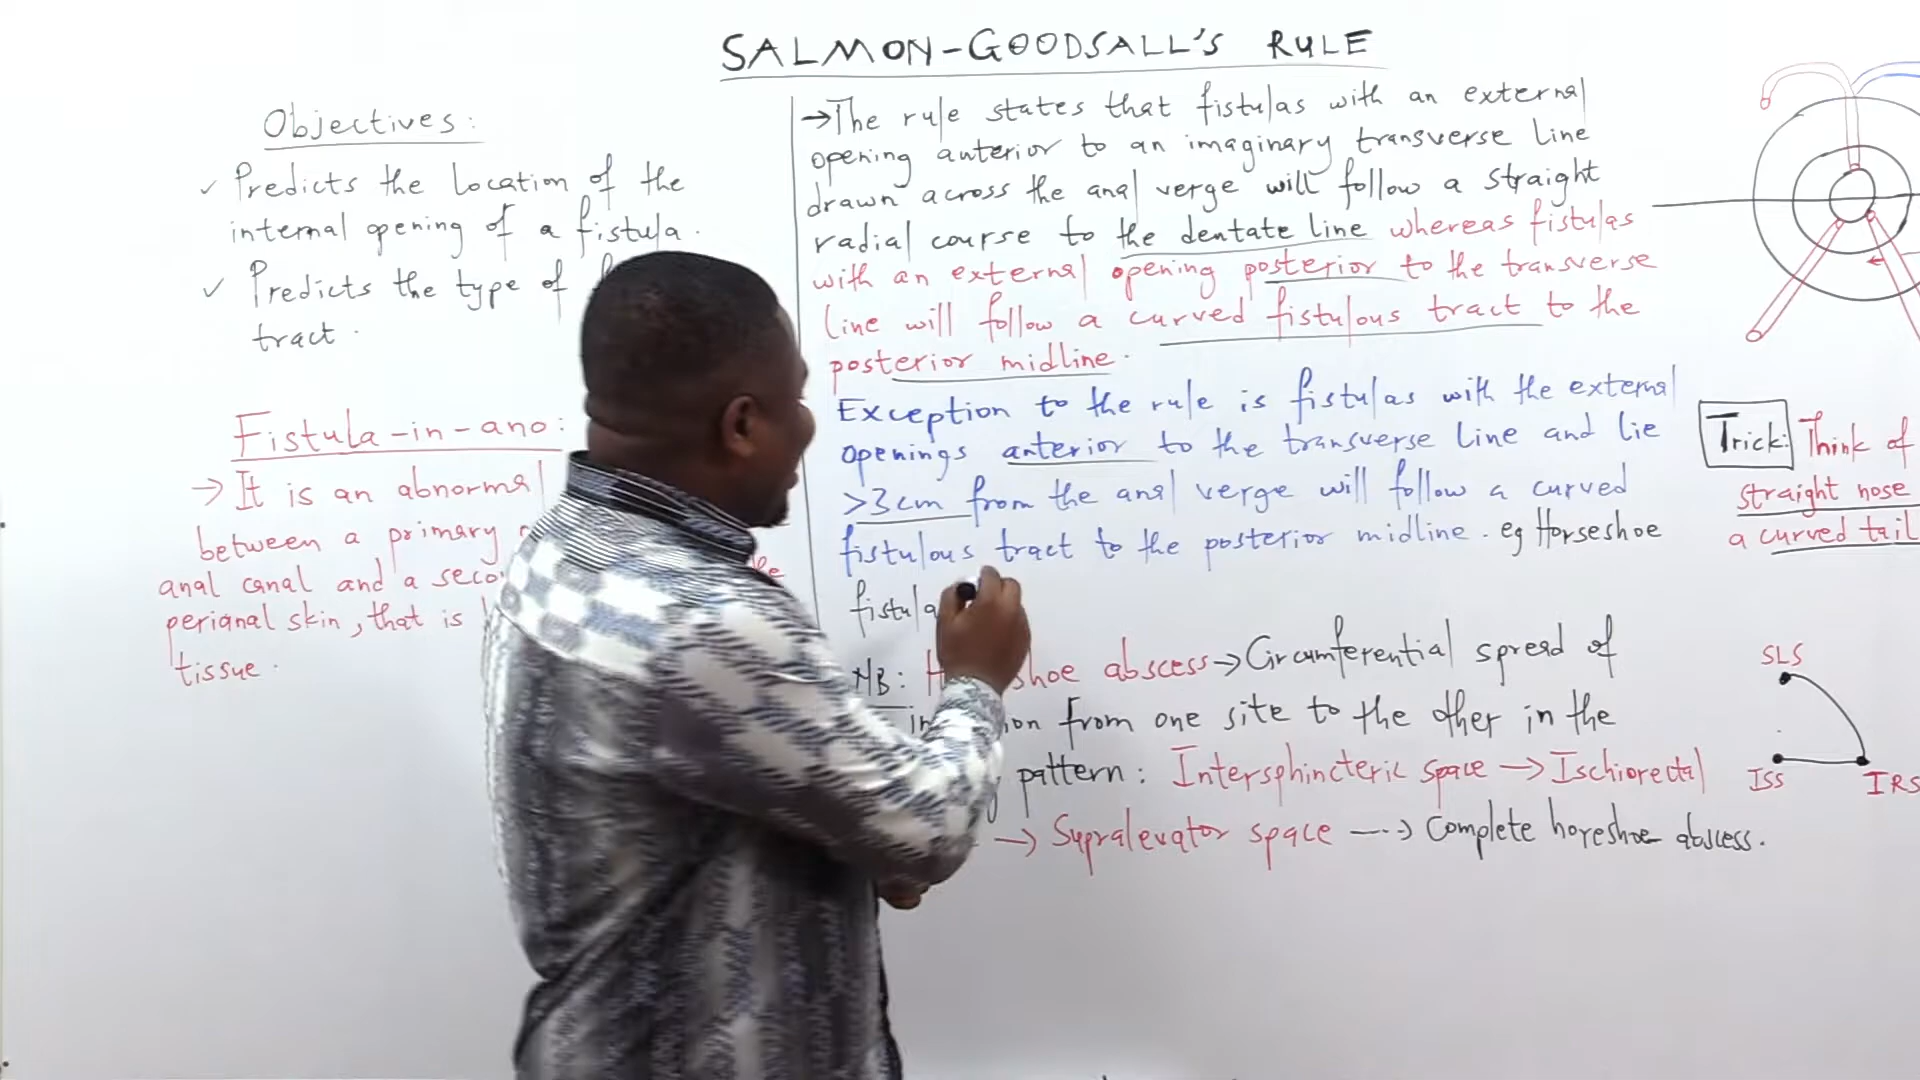 SALMON-GOODSALL'S RULE
Objectives:
✓ Predicts the location of the
internal opening of a fistula.
✓ Predicts the type of
tract.
Fistula-in-ano:
→ It is an abnormal
between a primary
anal canal and a seco
perianal skin, that is
tissue.
→The rule states that fistulas with an external
opening anterior to an imaginary transverse line
drawn across the anal verge will follow a straight
radial course to the dentate line whereas fistulas
with an external opening posterior to the transverse
line will follow a curved fistulous tract to the
posterior midline.
Exception to the rule is fistulas with the external
openings anterior to the transverse line and lie
>3cm from the anal verge will follow a curved
fistulous tract to the posterior midline. eg Horseshoe
fistula
NB: H shoe abscess→Circumferential spread of
in ion from one site to the other in the
pattern: Intersphincteric space → Ischiorectal
→ Supralevator space ---→ Complete horeshoe abscess.
Trick: Think of
straight nose
a curved tail
SLS
ISS
IRS